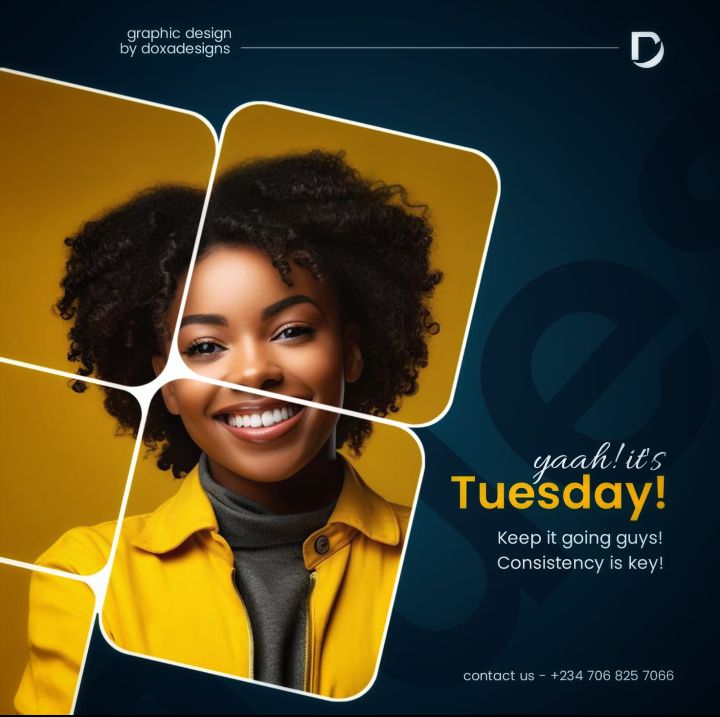 graphic design
by doxadesigns
D
yaah! it's
Tuesday!
Keep it going guys!
Consistency is key!
contact us - +234 706 825 7066